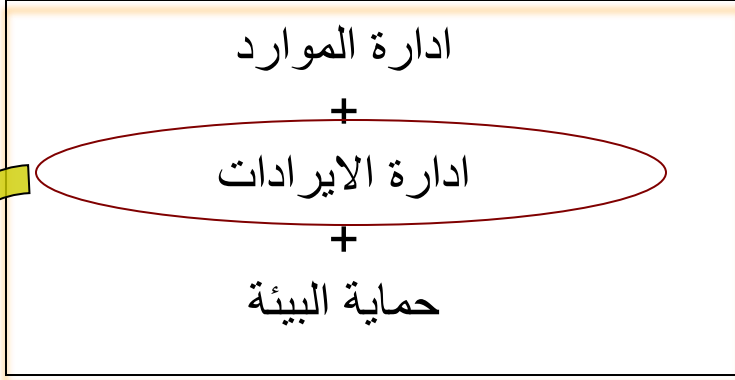 ادارة الموارد
+
ادارة الايرادات
+
حماية البيئة